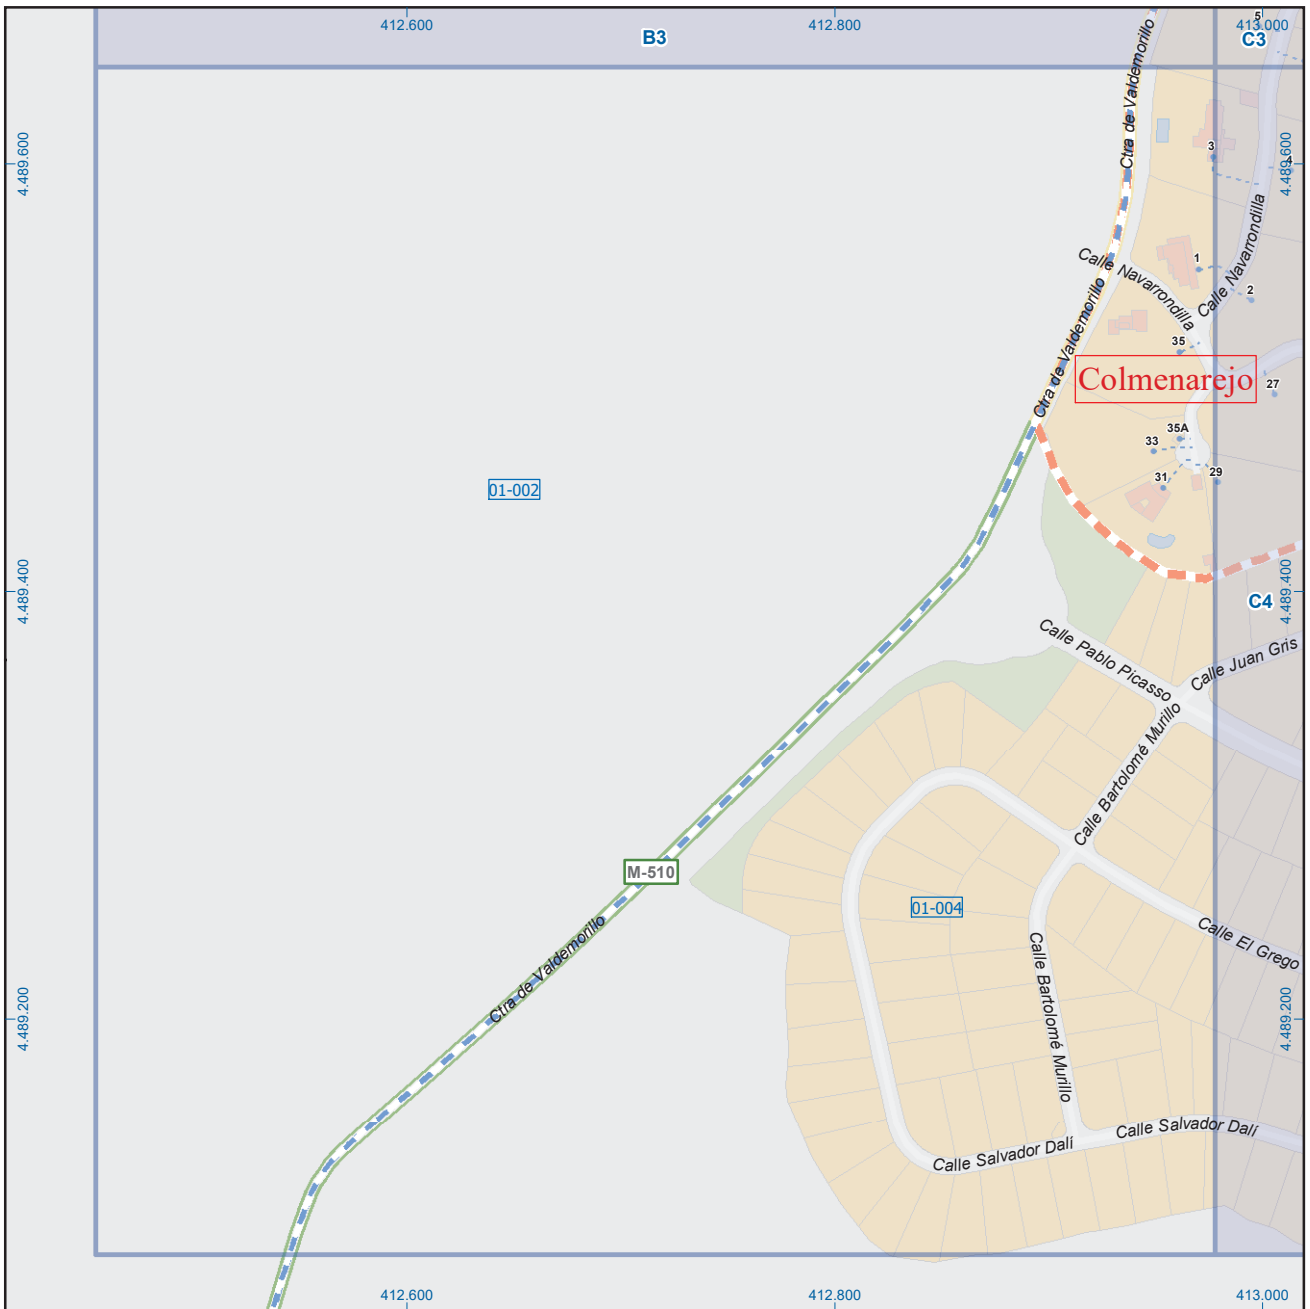 412.600
412.800
413.000
B3
C3
5
Ctra de Valdemorillo
4.489.600
4.489.600
3
4
Calle Navarrondilla
Calle Navarrondilla
1
2
Ctra de Valdemorillo
35
Colmenarejo
27
35A
33
31
29
01-002
4.489.400
4.489.400
C4
Calle Pablo Picasso
Calle Juan Gris
Calle Bartolomé Murillo
M-510
01-004
Calle El Grego
Ctra de Valdemorillo
Calle Bartolomé Murillo
4.489.200
4.489.200
Calle Salvador Dalí
Calle Salvador Dalí
412.600
412.800
413.000